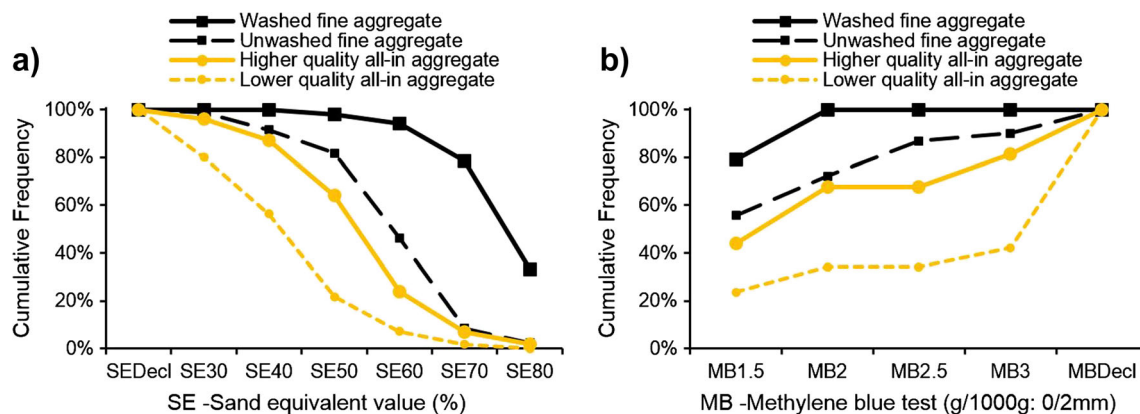 a)
Washed fine aggregate
Unwashed fine aggregate
Higher quality all-in aggregate
Lower quality all-in aggregate
100%
80%
60%
40%
20%
0%
Cumulative Frequency
SEDecl SE30 SE40 SE50 SE60 SE70 SE80
SE -Sand equivalent value (%)
b)
Washed fine aggregate
Unwashed fine aggregate
Higher quality all-in aggregate
Lower quality all-in aggregate
100%
80%
60%
40%
20%
0%
Cumulative Frequency
MB1.5 MB2 MB2.5 MB3 MBDecl
MB -Methylene blue test (g/1000g: 0/2mm)